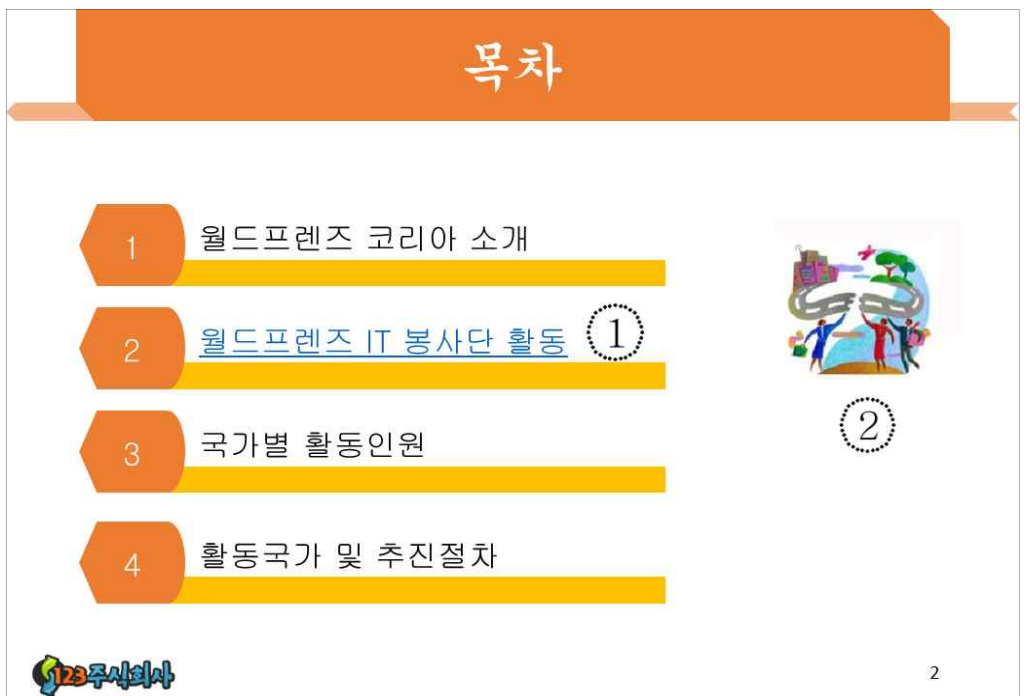 목차
1 월드프렌즈 코리아 소개
2 월드프렌즈 IT 봉사단 활동 ①
②
3 국가별 활동인원
4 활동국가 및 추진절차
123주식회사
2